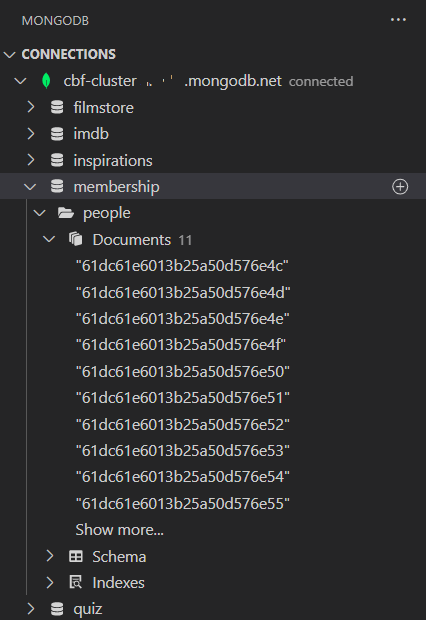 MONGODB
CONNECTIONS
cbf-cluster .mongodb.net connected
filmstore
imdb
inspirations
membership
people
Documents 11
"61dc61e6013b25a50d576e4c"
"61dc61e6013b25a50d576e4d"
"61dc61e6013b25a50d576e4e"
"61dc61e6013b25a50d576e4f"
"61dc61e6013b25a50d576e50"
"61dc61e6013b25a50d576e51"
"61dc61e6013b25a50d576e52"
"61dc61e6013b25a50d576e53"
"61dc61e6013b25a50d576e54"
"61dc61e6013b25a50d576e55"
Show more...
Schema
Indexes
quiz